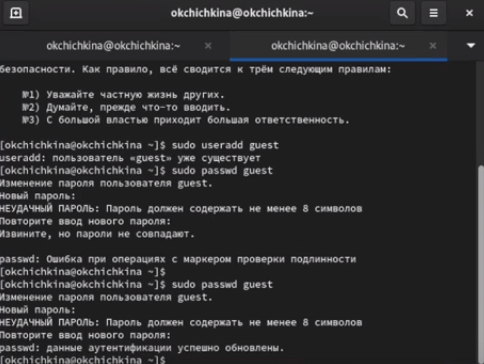 okchichkina@okchichkina:~
okchichkina@okchichkina:~ × okchichkina@okchichkina:~ ×
безопасности. Как правило, всё сводится к трём следующим правилам:
№1) Уважайте частную жизнь других.
№2) Думайте, прежде что-то вводить.
№3) С большой властью приходит большая ответственность.
[okchichkina@okchichkina ~]$ sudo useradd guest
useradd: пользователь «guest» уже существует
[okchichkina@okchichkina ~]$ sudo passwd guest
Изменение пароля пользователя guest.
Новый пароль:
НЕУДАЧНЫЙ ПАРОЛЬ: Пароль должен содержать не менее 8 символов
Повторите ввод нового пароля:
Извините, но пароли не совпадают.
passwd: Ошибка при операциях с маркером проверки подлинности
[okchichkina@okchichkina ~]$
[okchichkina@okchichkina ~]$ sudo passwd guest
Изменение пароля пользователя guest.
Новый пароль:
НЕУДАЧНЫЙ ПАРОЛЬ: Пароль должен содержать не менее 8 символов
Повторите ввод нового пароля:
passwd: данные аутентификации успешно обновлены.
[okchichkina@okchichkina ~]$